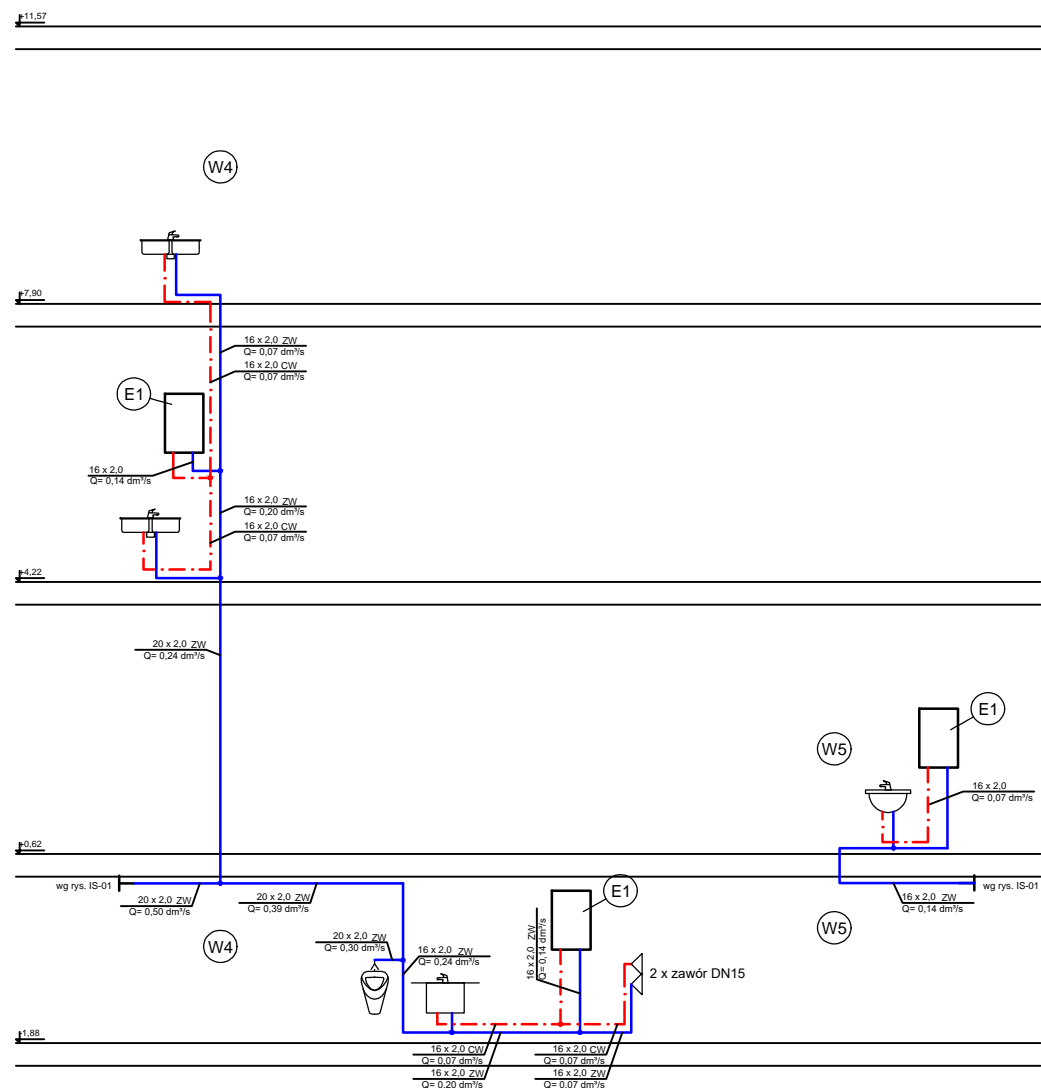 +11,57
W4
+7,90
16 x 2,0 ZW
Q= 0,07 dm³/s
16 x 2,0 CW
Q= 0,07 dm³/s
E1
16 x 2,0
Q= 0,14 dm³/s
16 x 2,0 ZW
Q= 0,20 dm³/s
16 x 2,0 CW
Q= 0,07 dm³/s
+4,22
20 x 2,0 ZW
Q= 0,24 dm³/s
E1
W5
16 x 2,0
Q= 0,07 dm³/s
+0,62
wg rys. IS-01
20 x 2,0 ZW
Q= 0,50 dm³/s
20 x 2,0 ZW
Q= 0,39 dm³/s
E1
wg rys. IS-01
16 x 2,0 ZW
Q= 0,14 dm³/s
W4
W5
20 x 2,0 ZW
Q= 0,30 dm³/s
16 x 2,0 ZW
Q= 0,24 dm³/s
16 x 2,0 ZW
Q= 0,14 dm³/s
2 x zawór DN15
-1,88
16 x 2,0 CW
Q= 0,07 dm³/s
16 x 2,0 ZW
Q= 0,20 dm³/s
16 x 2,0 CW
Q= 0,07 dm³/s
16 x 2,0 ZW
Q= 0,07 dm³/s